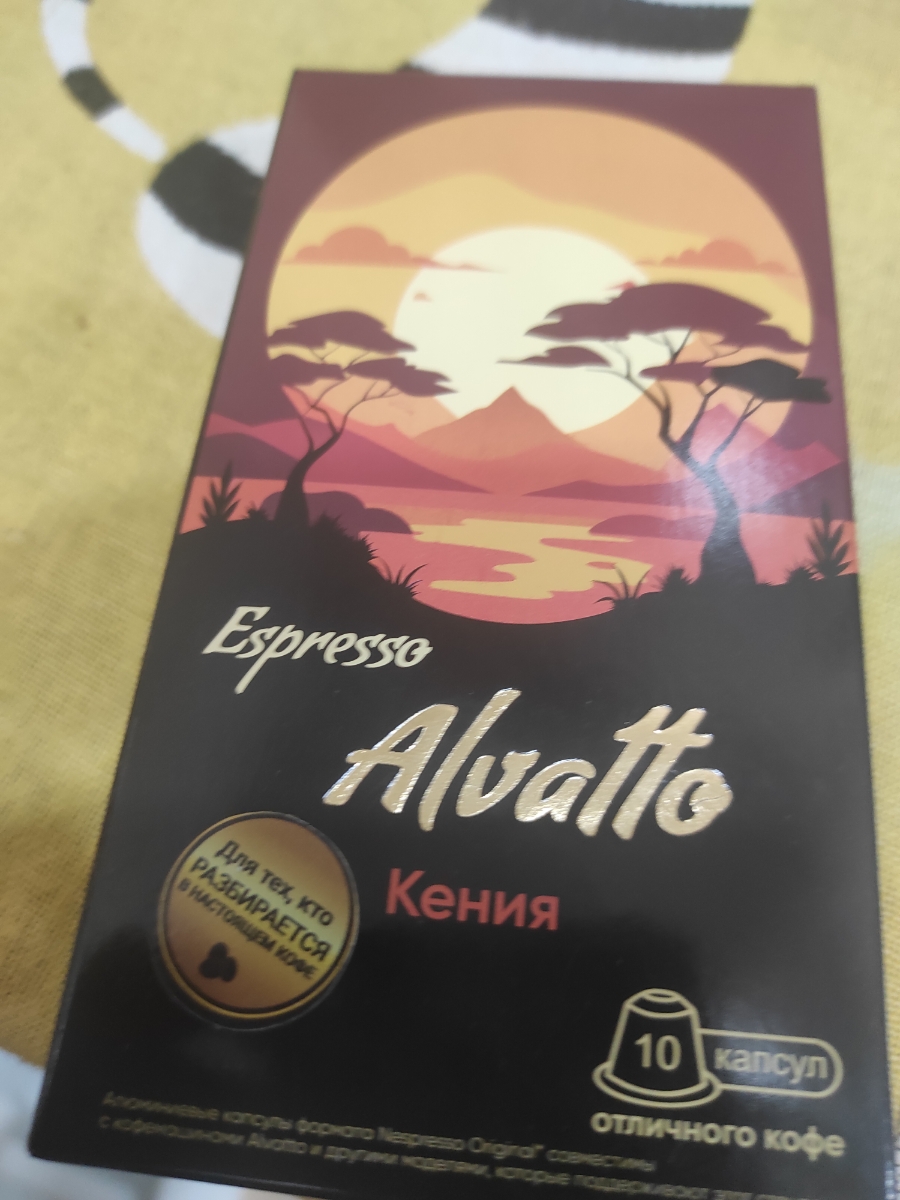 Espresso
Alvatto
Для тех, кто
РАЗБИРАЕТСЯ
В НАСТОЯЩЕМ КОФЕ
Кения
10 капсул
отличного кофе
Алюминиевые капсулы формата Nespresso Original* совместимы
с кофемашинами Alvatto и другими моделями, которые поддерживают